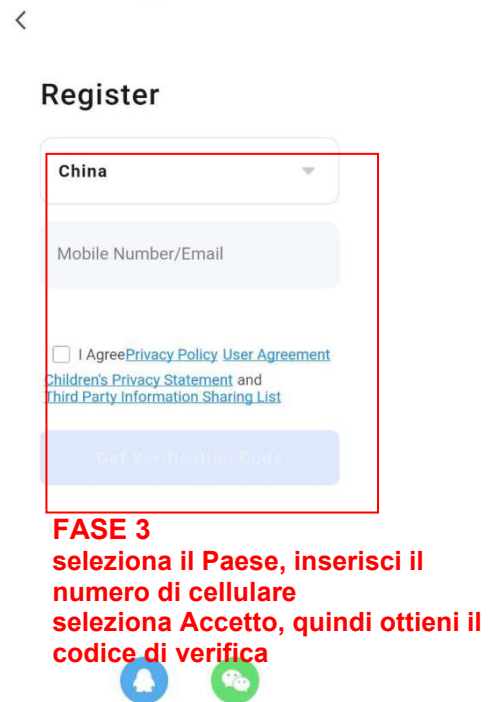 Register
China
Mobile Number/Email
I AgreePrivacy Policy User Agreement
Children's Privacy Statement and
Third Party Information Sharing List
Get Verification Code
FASE 3
seleziona il Paese, inserisci il
numero di cellulare
seleziona Accetto, quindi ottieni il
codice di verifica